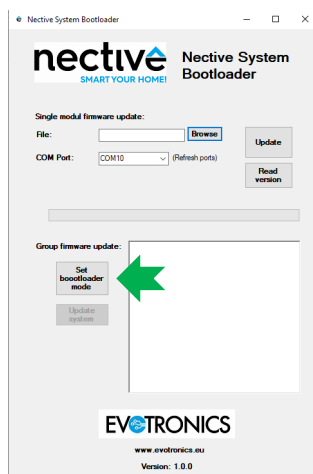 Nective System Bootloader
nective
SMART YOUR HOME!
Nective System
Bootloader
Single modul firmware update:
File:
Browse
Update
COM Port:
COM10
(Refresh ports)
Read
version
Group firmware update:
Set
boootloader
mode
Update
system
EVOTRONICS
www.evotronics.eu
Version: 1.0.0